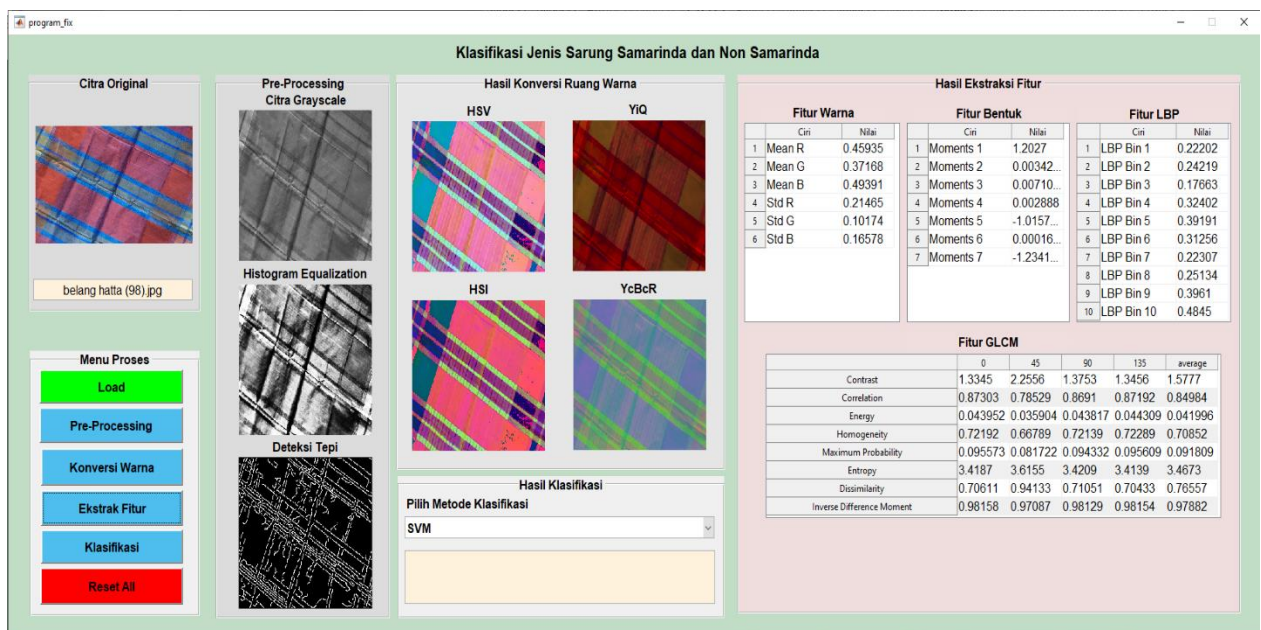 program_fix
Klasifikasi Jenis Sarung Samarinda dan Non Samarinda
Citra Original
belang hatta (98).jpg
Menu Proses
Load
Pre-Processing
Konversi Warna
Ekstrak Fitur
Klasifikasi
Reset All
Pre-Processing
Citra Grayscale
Histogram Equalization
Deteksi Tepi
Hasil Konversi Ruang Warna
HSV YiQ
HSI YcBcR
Hasil Klasifikasi
Pilih Metode Klasifikasi
SVM
Hasil Ekstraksi Fitur
Fitur Warna
Ciri Nilai
1 Mean R 0.45935
2 Mean G 0.37168
3 Mean B 0.49391
4 Std R 0.21465
5 Std G 0.10174
6 Std B 0.16578
Fitur Bentuk
Ciri Nilai
1 Moments 1 1.2027
2 Moments 2 0.00342...
3 Moments 3 0.00710...
4 Moments 4 0.002888
5 Moments 5 -1.0157...
6 Moments 6 0.00016...
7 Moments 7 -1.2341...
Fitur LBP
Ciri Nilai
1 LBP Bin 1 0.22202
2 LBP Bin 2 0.24219
3 LBP Bin 3 0.17663
4 LBP Bin 4 0.32402
5 LBP Bin 5 0.39191
6 LBP Bin 6 0.31256
7 LBP Bin 7 0.22307
8 LBP Bin 8 0.25134
9 LBP Bin 9 0.3961
10 LBP Bin 10 0.4845
Fitur GLCM
0 45 90 135 average
Contrast 1.3345 2.2556 1.3753 1.3456 1.5777
Correlation 0.87303 0.78529 0.8691 0.87192 0.84984
Energy 0.043952 0.035904 0.043817 0.044309 0.041996
Homogeneity 0.72192 0.66789 0.72139 0.72289 0.70852
Maximum Probability 0.095573 0.081722 0.094332 0.095609 0.091809
Entropy 3.4187 3.6155 3.4209 3.4139 3.4673
Dissimilarity 0.70611 0.94133 0.71051 0.70433 0.76557
Inverse Difference Moment 0.98158 0.97087 0.98129 0.98154 0.97882